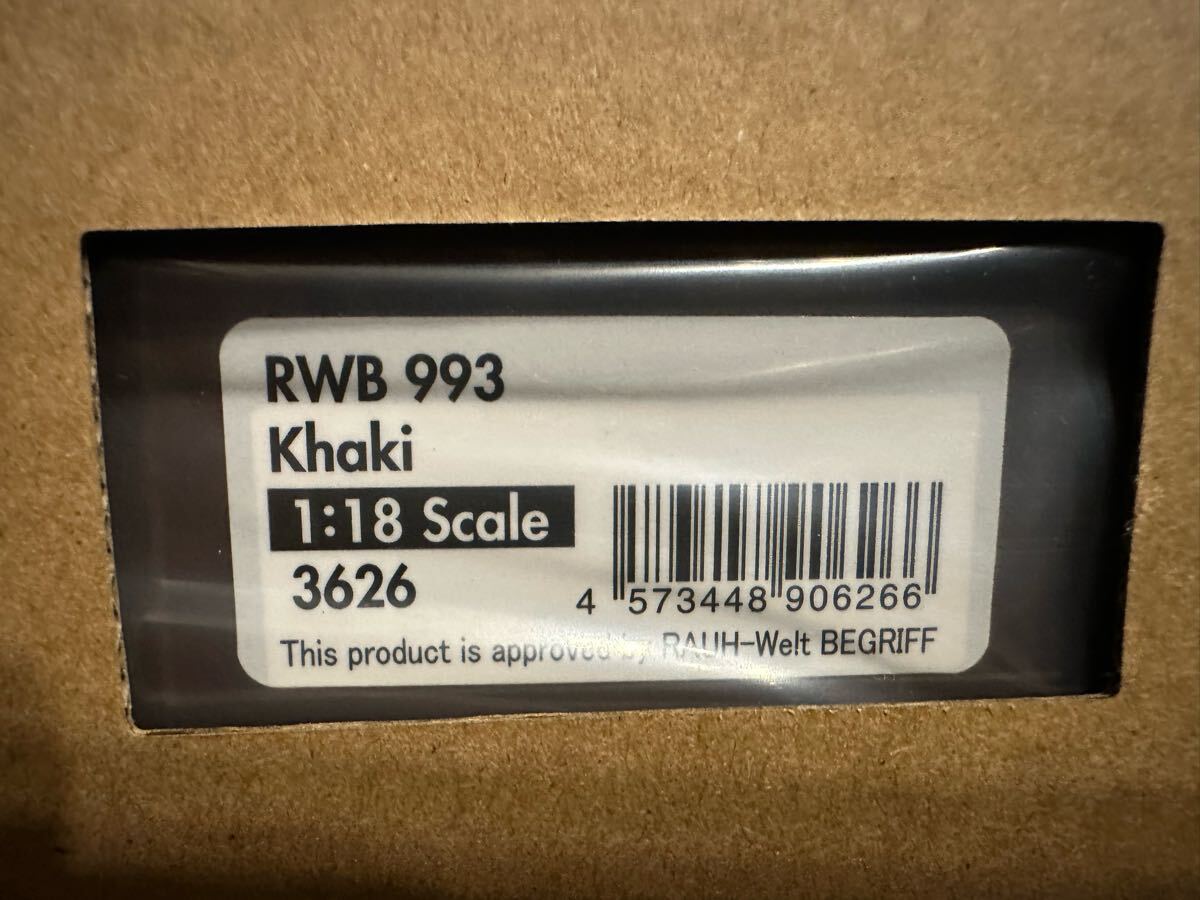 RWB 993
Khaki
1:18 Scale
3626
4 573448 906266
This product is approved by RAUH-Welt BEGRIFF